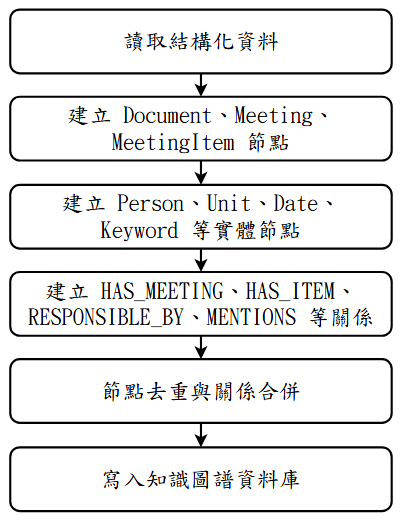 讀取結構化資料
建立 Document、Meeting、
MeetingItem 節點
建立 Person、Unit、Date、
Keyword 等實體節點
建立 HAS_MEETING、HAS_ITEM、
RESPONSIBLE_BY、MENTIONS 等關係
節點去重與關係合併
寫入知識圖譜資料庫